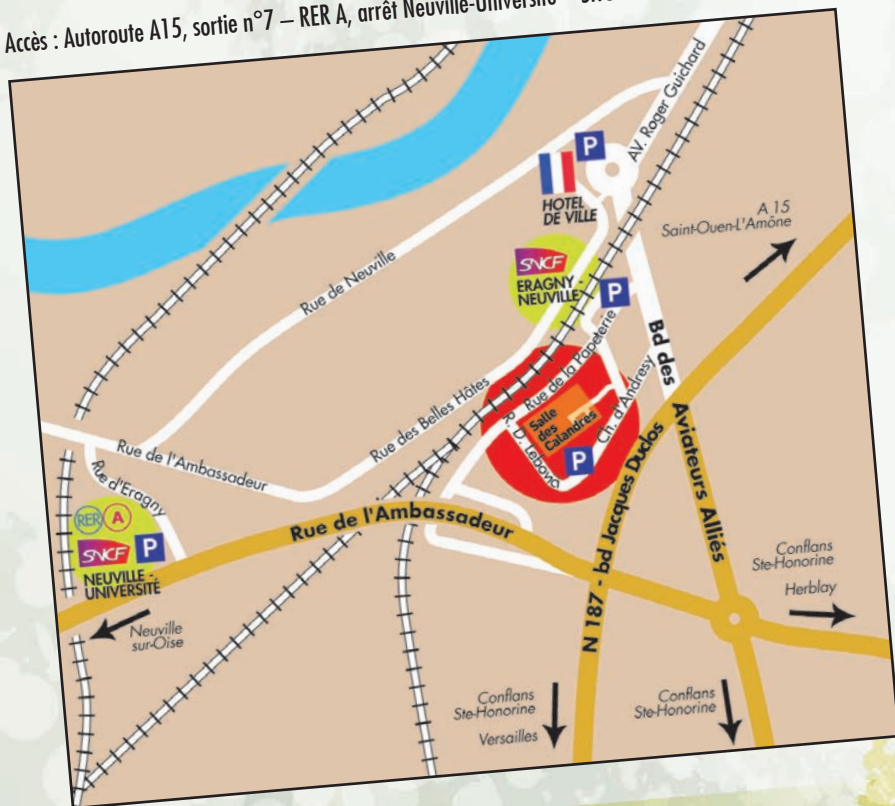 Accès : Autoroute A15, sortie n°7 – RER A, arrêt Neuville-Université
AV. Roger Guichard
P
HOTEL
DE VILLE
A 15
Saint-Ouen-L'Amône
SNCF
ERAGNY-
NEUVILLE
P
Rue de Neuville
Bd des
Aviateurs Alliés
Rue de la Papeterie
Ch. d'Andresy
Rue des Belles Hâtes
Salle
des
Calandres
R. D. Lebovici
P
Rue de l'Ambassadeur
Rue d'Eragny
RER A
SNCF P
NEUVILLE -
UNIVERSITÉ
Rue de l'Ambassadeur
N 187 - bd Jacques Duclos
Neuville
sur-Oise
Conflans
Ste-Honorine
Herblay
Conflans
Ste-Honorine
Versailles
Conflans
Ste-Honorine